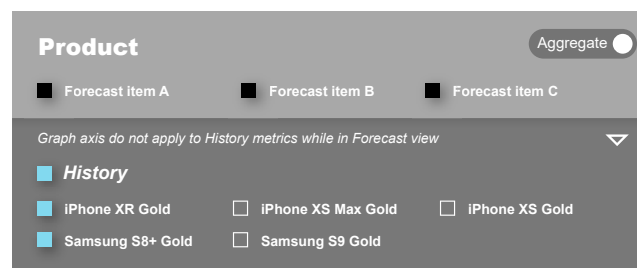 Product
Aggregate
Forecast item A Forecast item B Forecast item C
Graph axis do not apply to History metrics while in Forecast view
History
iPhone XR Gold iPhone XS Max Gold iPhone XS Gold
Samsung S8+ Gold Samsung S9 Gold